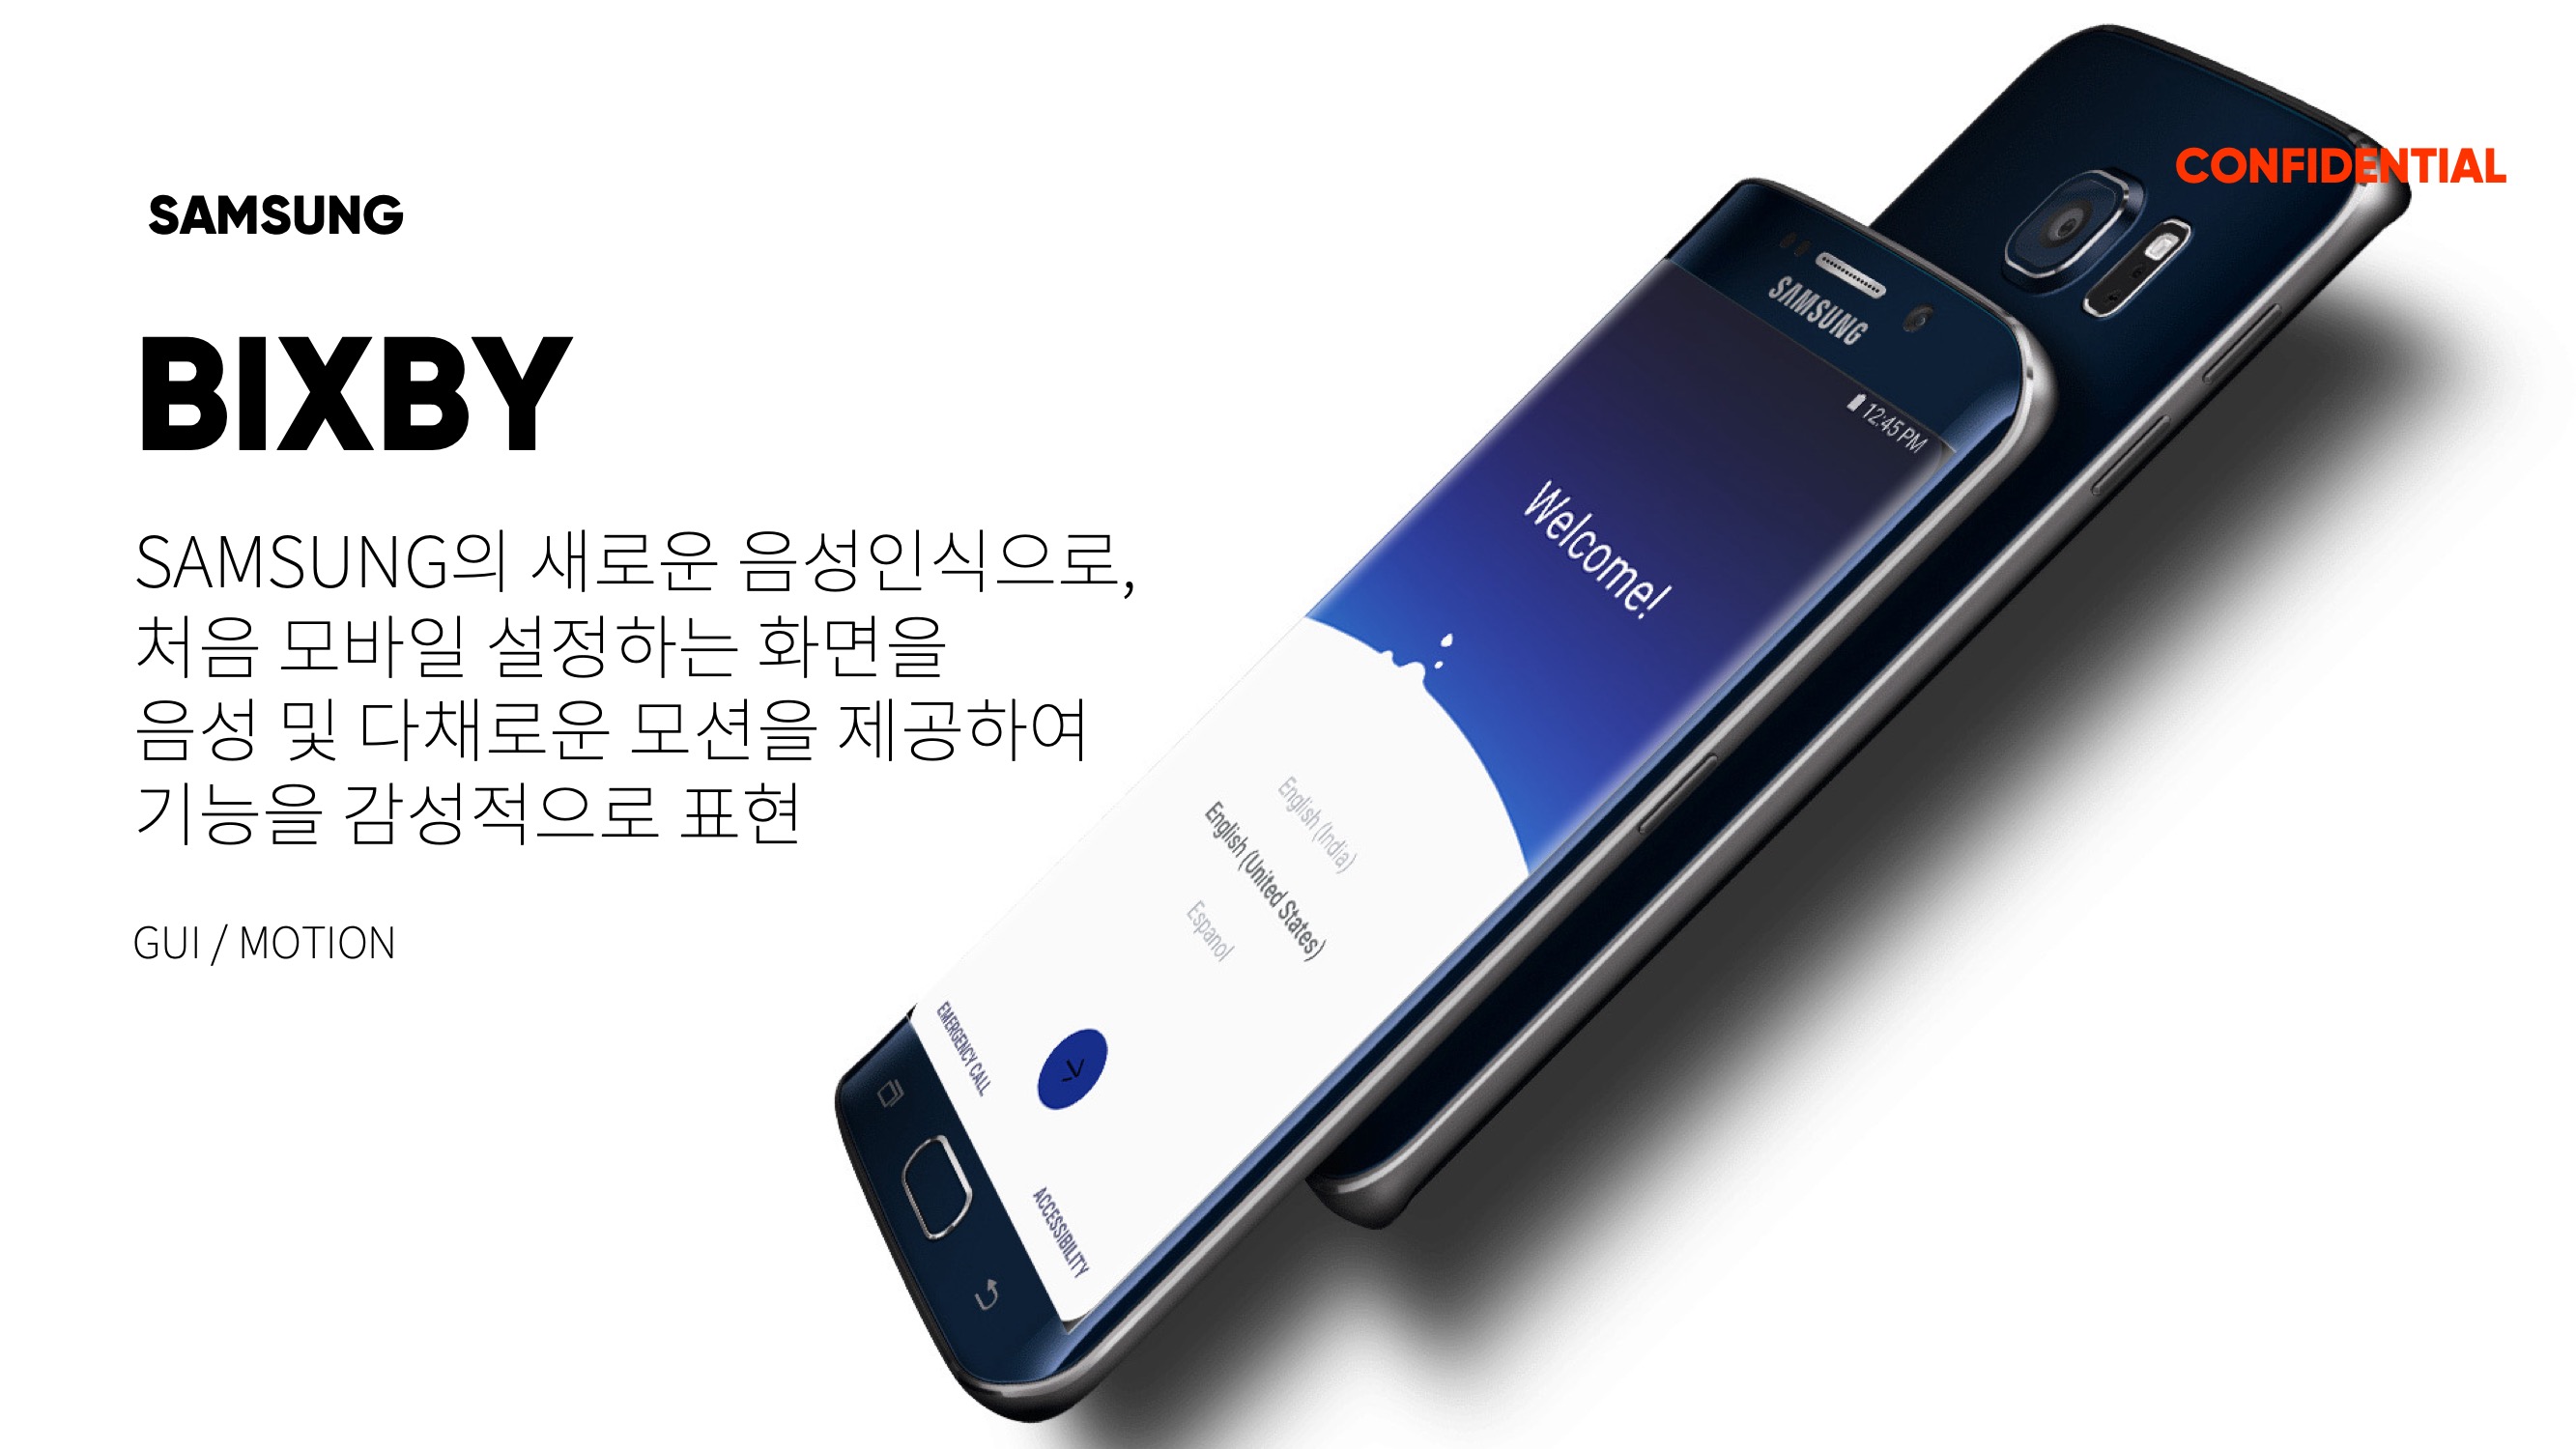 CONFIDENTIAL
SAMSUNG
BIXBY
SAMSUNG의 새로운 음성인식으로,
처음 모바일 설정하는 화면을
음성 및 다채로운 모션을 제공하여
기능을 감성적으로 표현
GUI / MOTION
SAMSUNG
12:45 PM
Welcome!
English (India)
English (United States)
Espanol
EMERGENCY CALL
ACCESSIBILITY